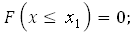 F(x ≤ x₁) = 0;